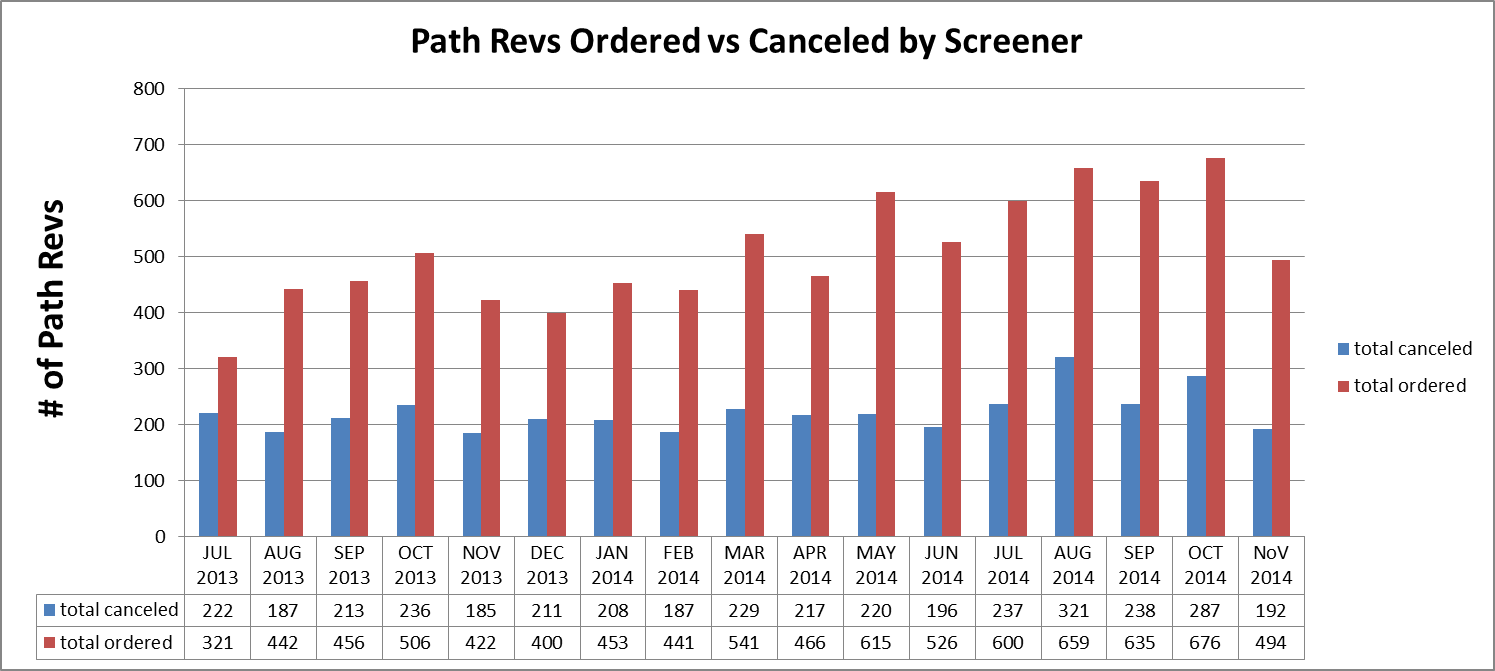 Path Revs Ordered vs Canceled by Screener
# of Path Revs
800
700
600
500
400
300
200
100
0
JUL 2013 AUG 2013 SEP 2013 OCT 2013 NOV 2013 DEC 2013 JAN 2014 FEB 2014 MAR 2014 APR 2014 MAY 2014 JUN 2014 JUL 2014 AUG 2014 SEP 2014 OCT 2014 NoV 2014
total canceled 222 187 213 236 185 211 208 187 229 217 220 196 237 321 238 287 192
total ordered 321 442 456 506 422 400 453 441 541 466 615 526 600 659 635 676 494
total canceled
total ordered